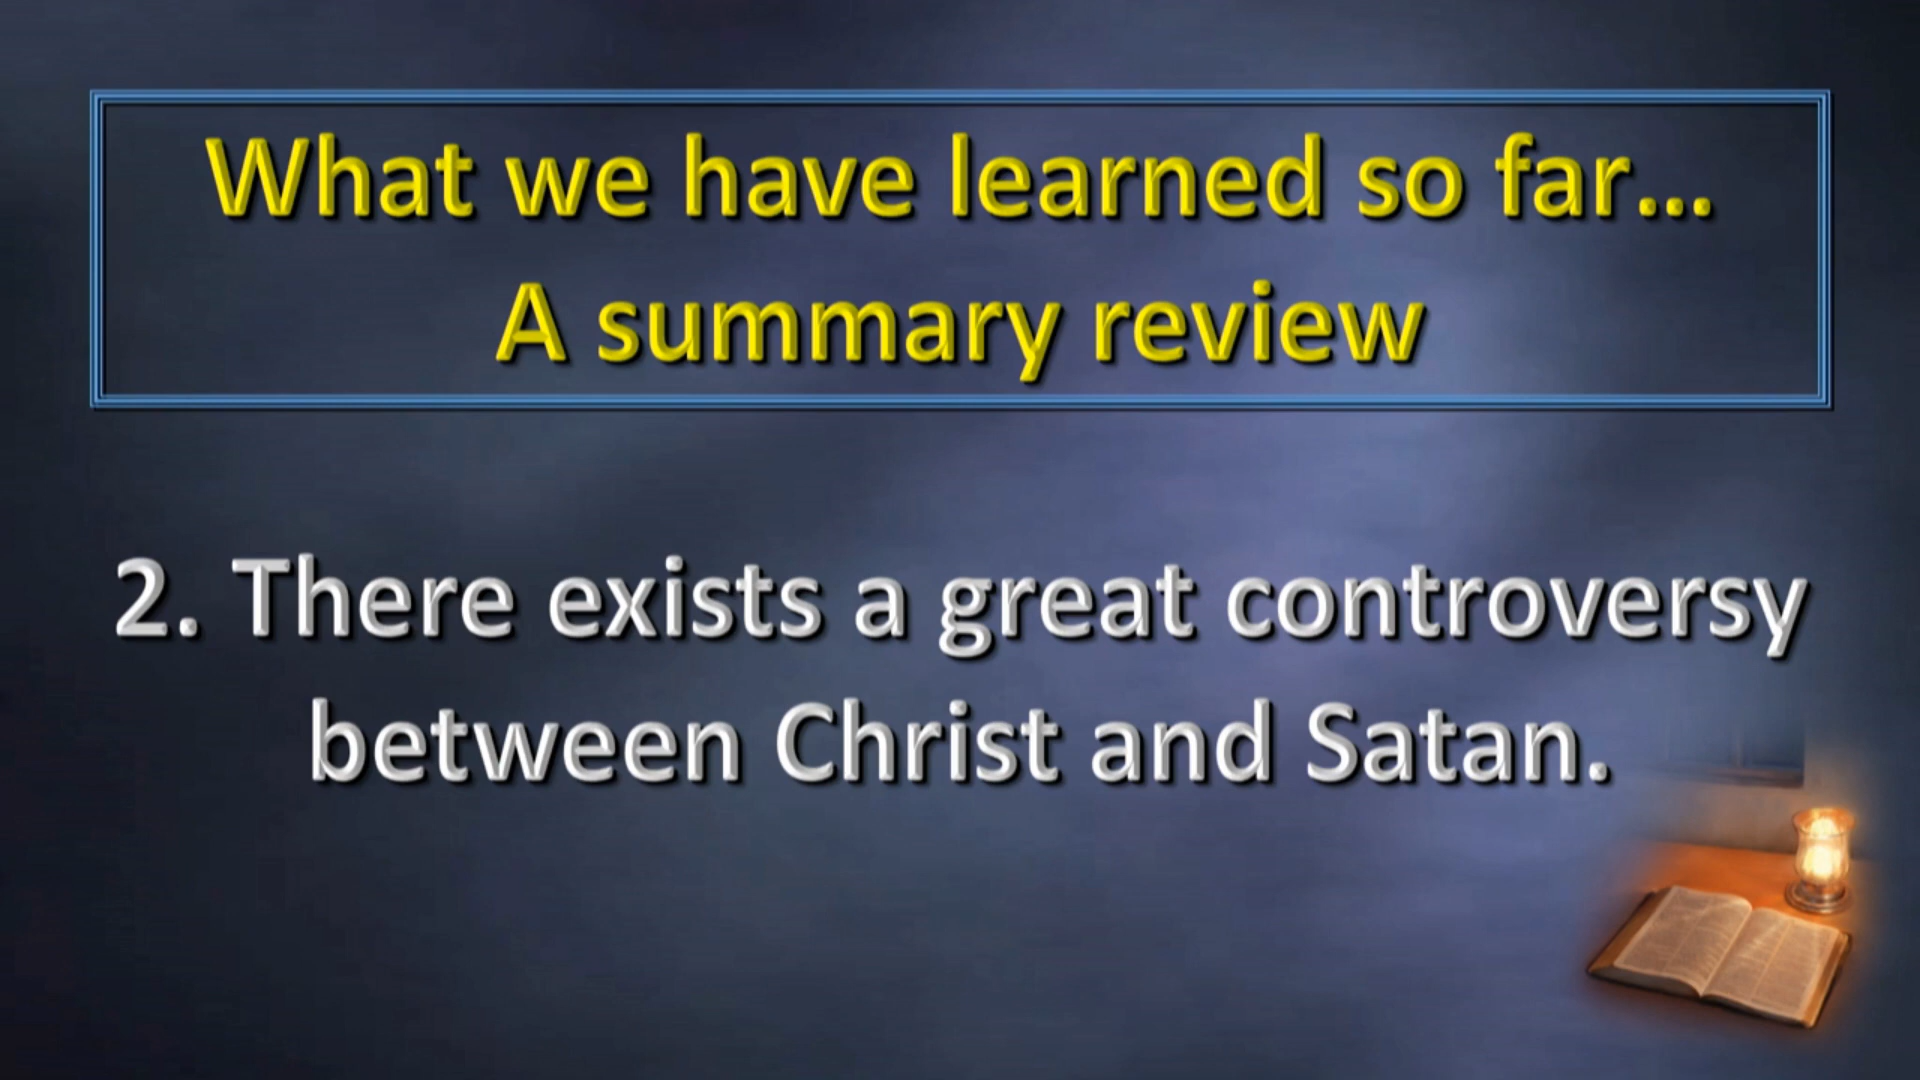 What we have learned so far...
A summary review
2. There exists a great controversy
between Christ and Satan.